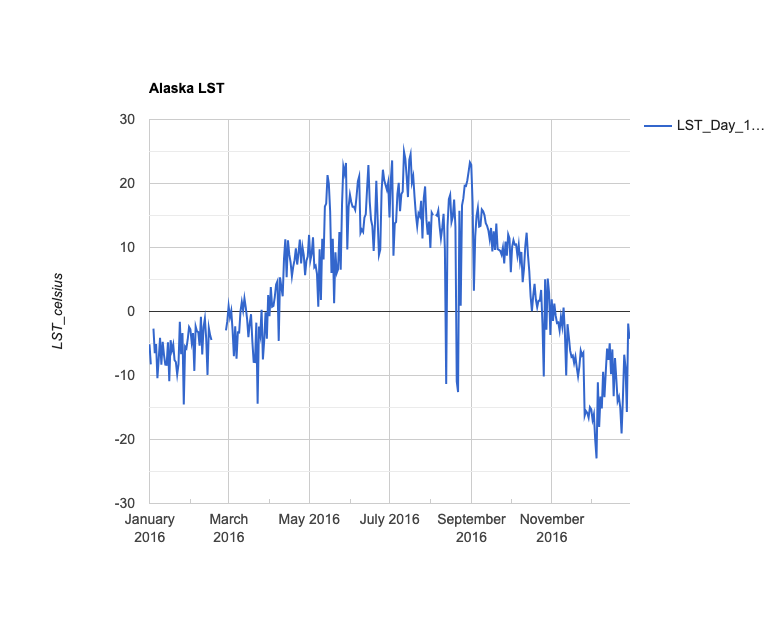 Alaska LST
LST_Day_1…
30
20
10
0
-10
-20
-30
LST_celsius
January
2016
March
2016
May 2016
July 2016
September
2016
November
2016